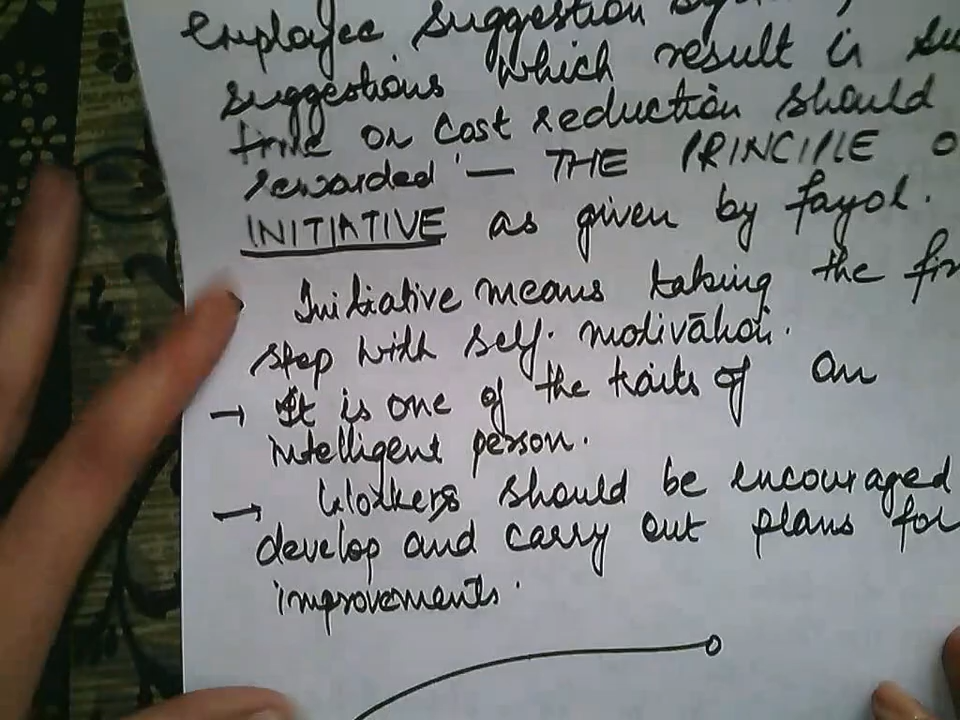 employee suggestion
suggestions which result in
time or cost reduction should
rewarded — THE PRINCIPLE O
INITIATIVE as given by fayol.
Initiative means taking the fir
step with self. motivation.
→ It is one of the traits of an
intelligent person.
→ Workers should be encouraged
develop and carry out plans for
improvements.